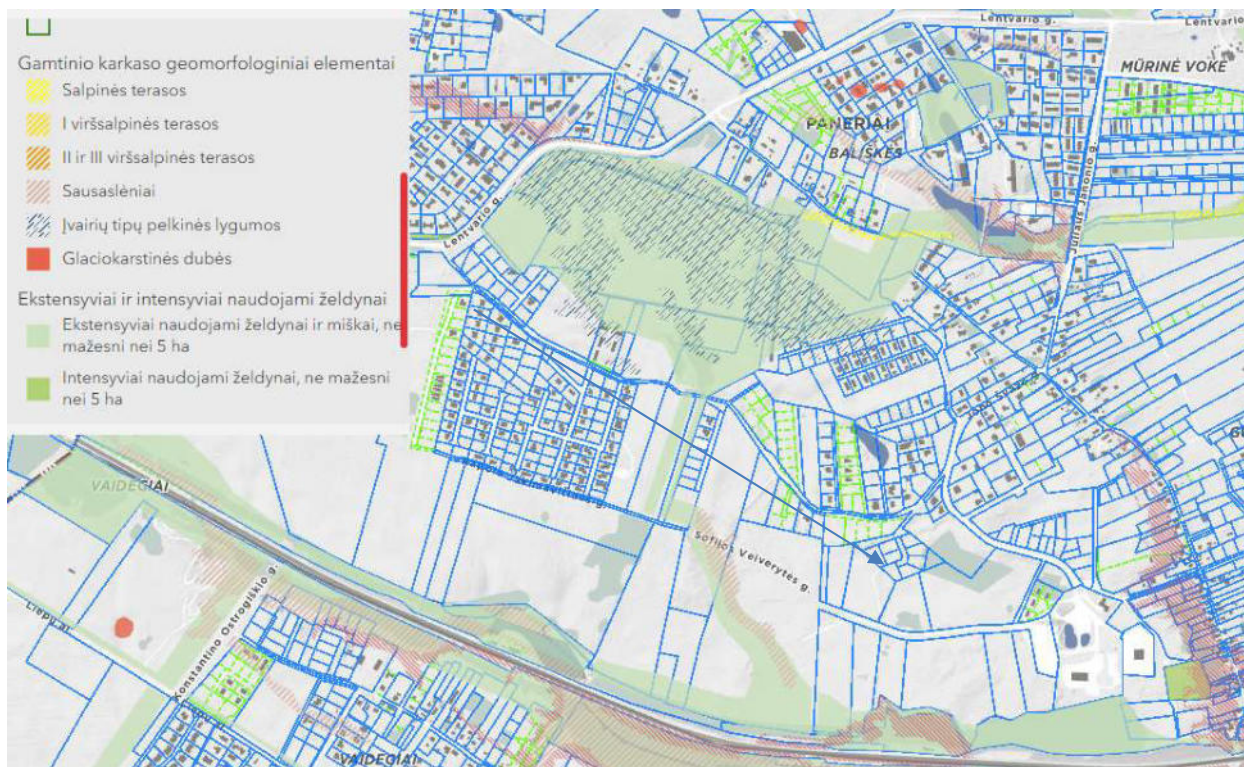 Gamtinio karkaso geomorfologiniai elementai
Salpinės terasos
I viršsalpinės terasos
II ir III viršsalpinės terasos
Sausaslėniai
Įvairių tipų pelkinės lygumos
Glaciokarstinės dubės
Ekstensyviai ir intensyviai naudojami želdynai
Ekstensyviai naudojami želdynai ir miškai, ne
mažesni nei 5 ha
Intensyviai naudojami želdynai, ne mažesni
nei 5 ha
Lentvario g.
Lentvario g.
MŪRINĖ VOKĖ
PANERIAI
BALIŠKĖS
Juliaus Janonio g.
Lentvario g.
VAIDEGIAI
Sofijos Veiverytės g.
Liepų al.
Konstantino Ostrogiškio g.
VAIDEGIAI